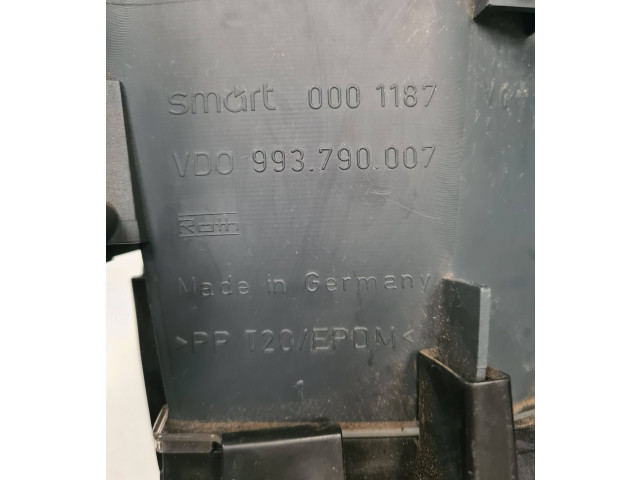 smart 000 1187
VDO 993.790.007
Roth
Made in Germany
>PP T20/EPDM<
1